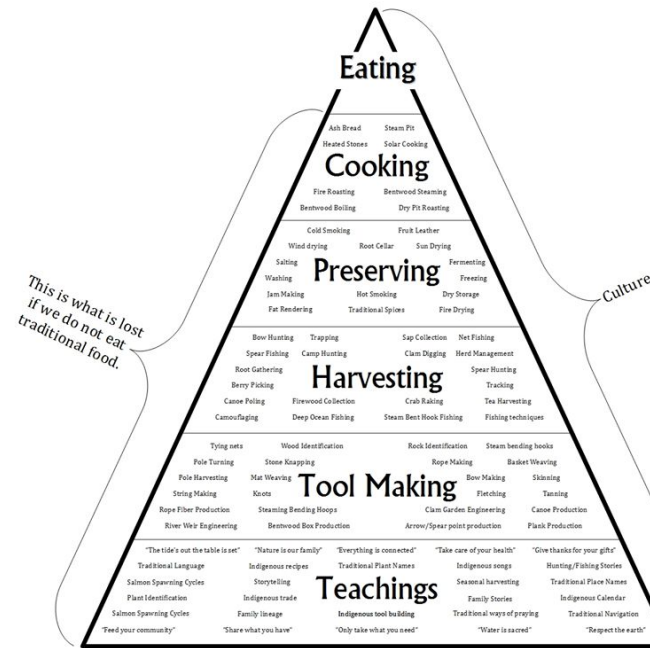 Eating
Ash Bread Steam Pit
Heated Stones Solar Cooking
Cooking
Fire Roasting Bentwood Steaming
Bentwood Boiling Dry Pit Roasting
Cold Smoking Fruit Leather
Wind drying Root Cellar Sun Drying
Salting Fermenting
Preserving
Washing Freezing
Jam Making Hot Smoking Dry Storage
Fat Rendering Traditional Spices Fire Drying
This is what is lost
if we do not eat
traditional food.
Culture
Bow Hunting Trapping Sap Collection Net Fishing
Spear Fishing Camp Hunting Clam Digging Herd Management
Root Gathering Spear Hunting
Harvesting
Berry Picking Tracking
Canoe Poling Firewood Collection Crab Raking Tea Harvesting
Camouflaging Deep Ocean Fishing Steam Bent Hook Fishing Fishing techniques
Tying nets Wood Identification Rock Identification Steam bending hooks
Pole Turning Stone Knapping Rope Making Basket Weaving
Pole Harvesting Mat Weaving Bow Making Skinning
Tool Making
String Making Knots Fletching Tanning
Rope Fiber Production Steaming Bending Hoops Clam Garden Engineering Canoe Production
River Weir Engineering Bentwood Box Production Arrow/Spear point production Plank Production
"The tide's out the table is set" "Nature is our family" "Everything is connected" "Take care of your health" "Give thanks for your gifts"
Traditional Language Indigenous recipes Traditional Plant Names Indigenous songs Hunting/Fishing Stories
Salmon Spawning Cycles Storytelling Seasonal harvesting Traditional Place Names
Teachings
Plant Identification Indigenous trade Family Stories Indigenous Calendar
Salmon Spawning Cycles Family lineage Indigenous tool building Traditional ways of praying Traditional Navigation
"Feed your community" "Share what you have" "Only take what you need" "Water is sacred" "Respect the earth"